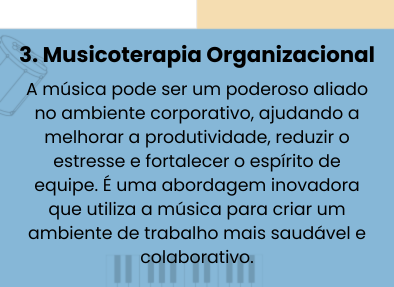 3. Musicoterapia Organizacional
A música pode ser um poderoso aliado
no ambiente corporativo, ajudando a
melhorar a produtividade, reduzir o
estresse e fortalecer o espírito de
equipe. É uma abordagem inovadora
que utiliza a música para criar um
ambiente de trabalho mais saudável e
colaborativo.